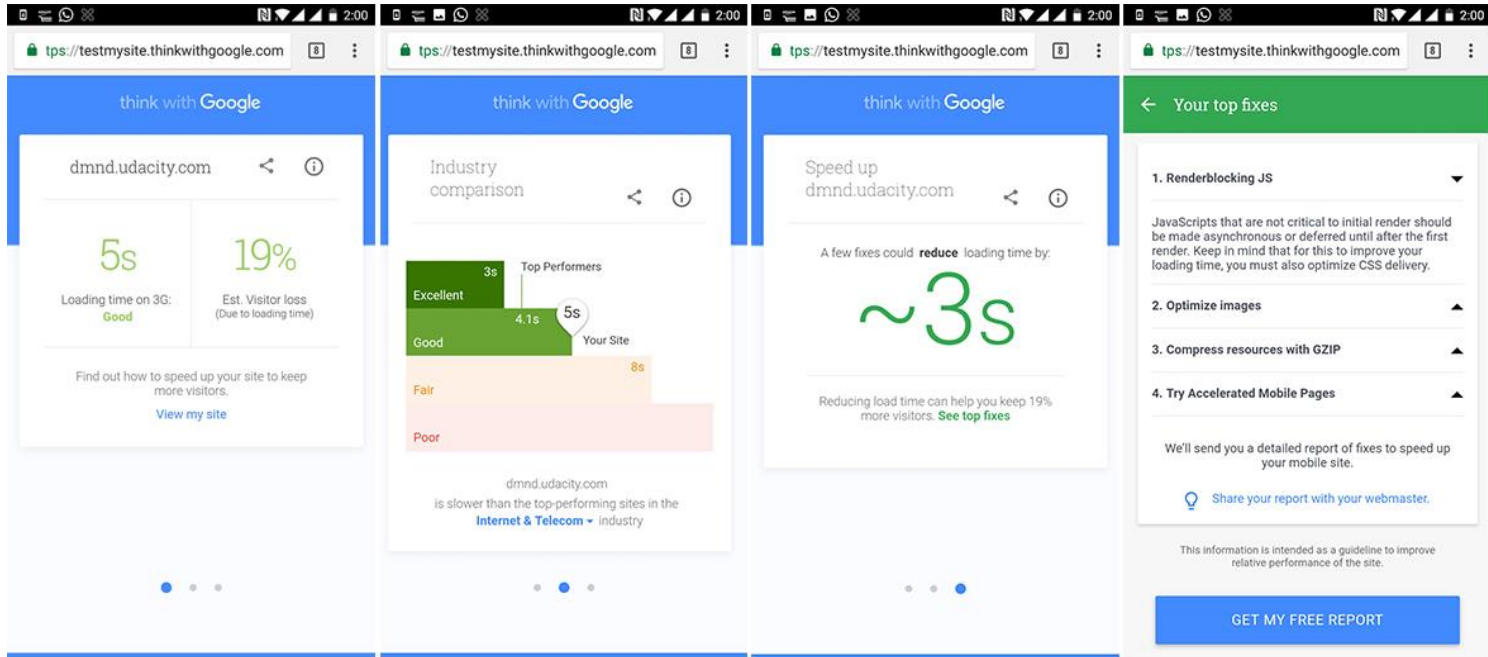 2:00
tps://testmysite.thinkwithgoogle.com 8
think with Google
dmnd.udacity.com
5s
Loading time on 3G:
Good
19%
Est. Visitor loss
(Due to loading time)
Find out how to speed up your site to keep
more visitors.
View my site
2:00
tps://testmysite.thinkwithgoogle.com 8
think with Google
Industry
comparison
3s
Top Performers
Excellent
4.1s
5s
Good
Your Site
8s
Fair
Poor
dmnd.udacity.com
is slower than the top-performing sites in the
Internet & Telecom industry
2:00
tps://testmysite.thinkwithgoogle.com 8
think with Google
Speed up
dmnd.udacity.com
A few fixes could reduce loading time by:
~3s
Reducing load time can help you keep 19%
more visitors. See top fixes
2:00
tps://testmysite.thinkwithgoogle.com 8
Your top fixes
1. Renderblocking JS
JavaScripts that are not critical to initial render should
be made asynchronous or deferred until after the first
render. Keep in mind that for this to improve your
loading time, you must also optimize CSS delivery.
2. Optimize images
3. Compress resources with GZIP
4. Try Accelerated Mobile Pages
We'll send you a detailed report of fixes to speed up
your mobile site.
Share your report with your webmaster.
This information is intended as a guideline to improve
relative performance of the site.
GET MY FREE REPORT